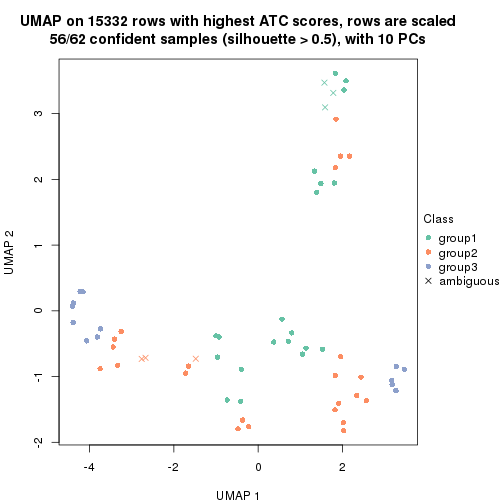 UMAP on 15332 rows with highest ATC scores, rows are scaled
56/62 confident samples (silhouette > 0.5), with 10 PCs
3
2
1
0
-1
-2
UMAP 2
-4
-2
0
2
UMAP 1
Class
group1
group2
group3
ambiguous